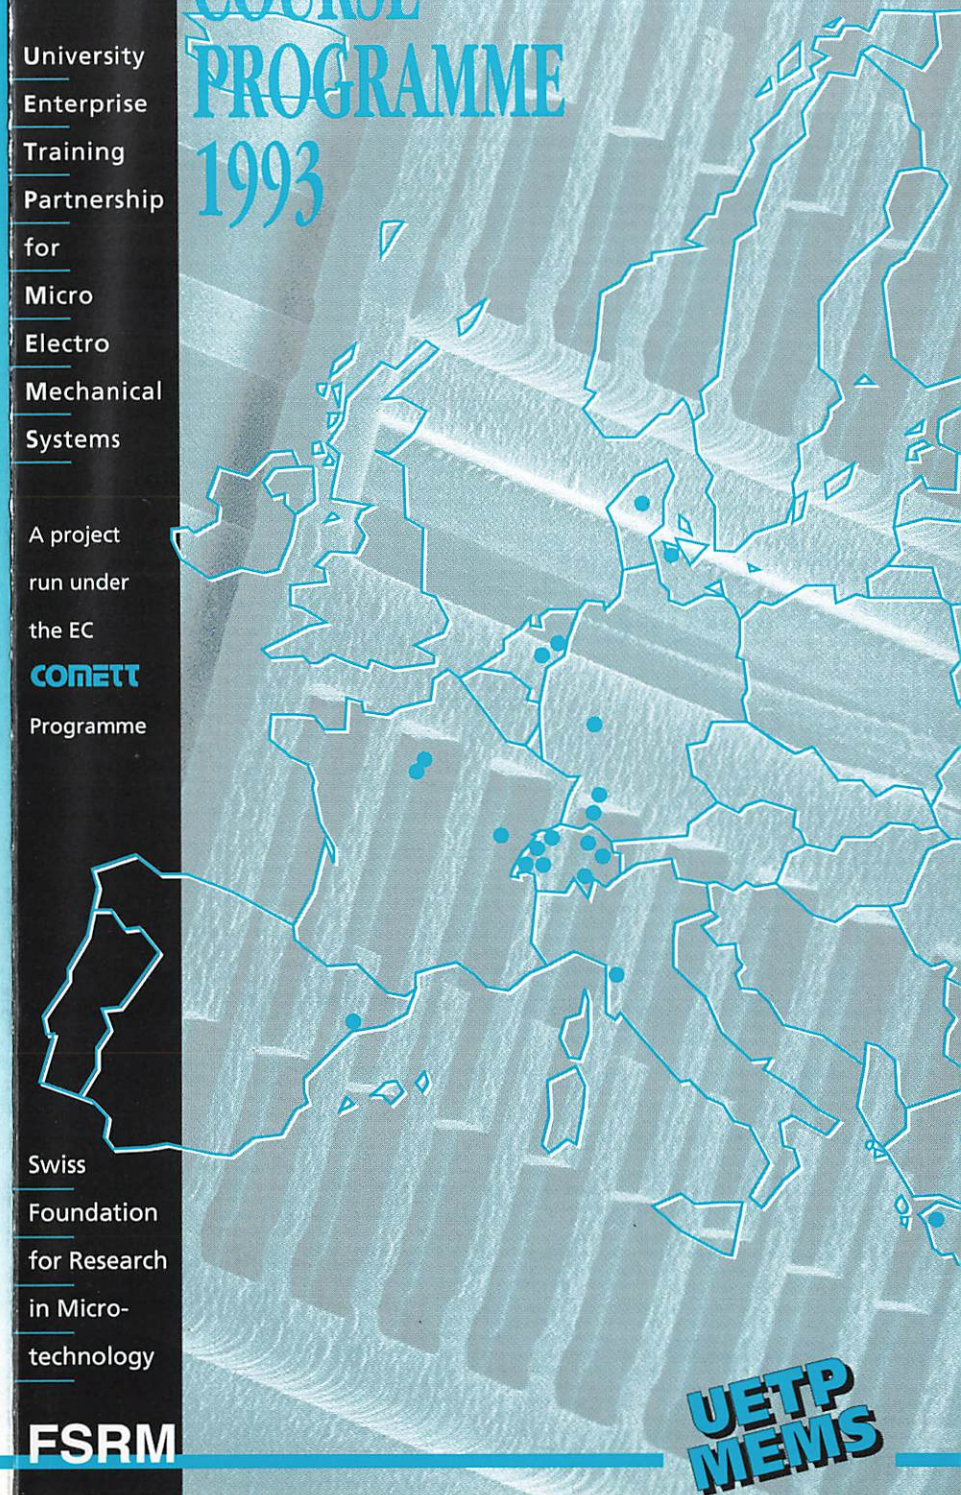 COURSE
PROGRAMME
1993
University
Enterprise
Training
Partnership
for
Micro
Electro
Mechanical
Systems
A project
run under
the EC
COMETT
Programme
Swiss
Foundation
for Research
in Micro-
technology
FSRM
UETP
MEMS